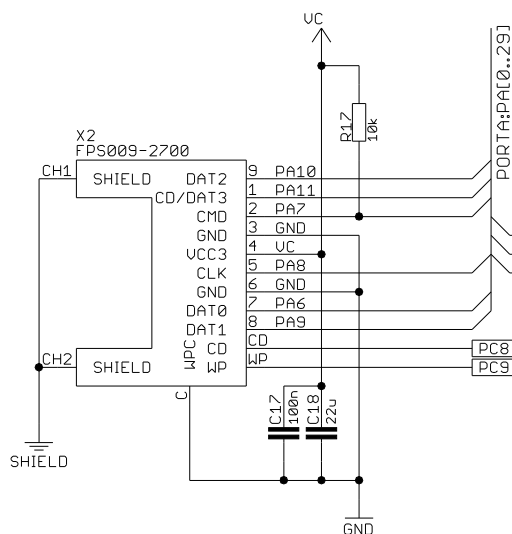 VC
PORTA:PA[0..29]
R17
10k
X2
FPS009-2700
CH1
SHIELD
DAT2 9 PA10
CD/DAT3 1 PA11
CMD 2 PA7
GND 3 GND
VCC3 4 VC
CLK 5 PA8
GND 6 GND
DAT0 7 PA6
DAT1 8 PA9
CD CD PC8
CH2
SHIELD
WPC
WP WP PC9
C
C17
100n
C18
22u
SHIELD
GND